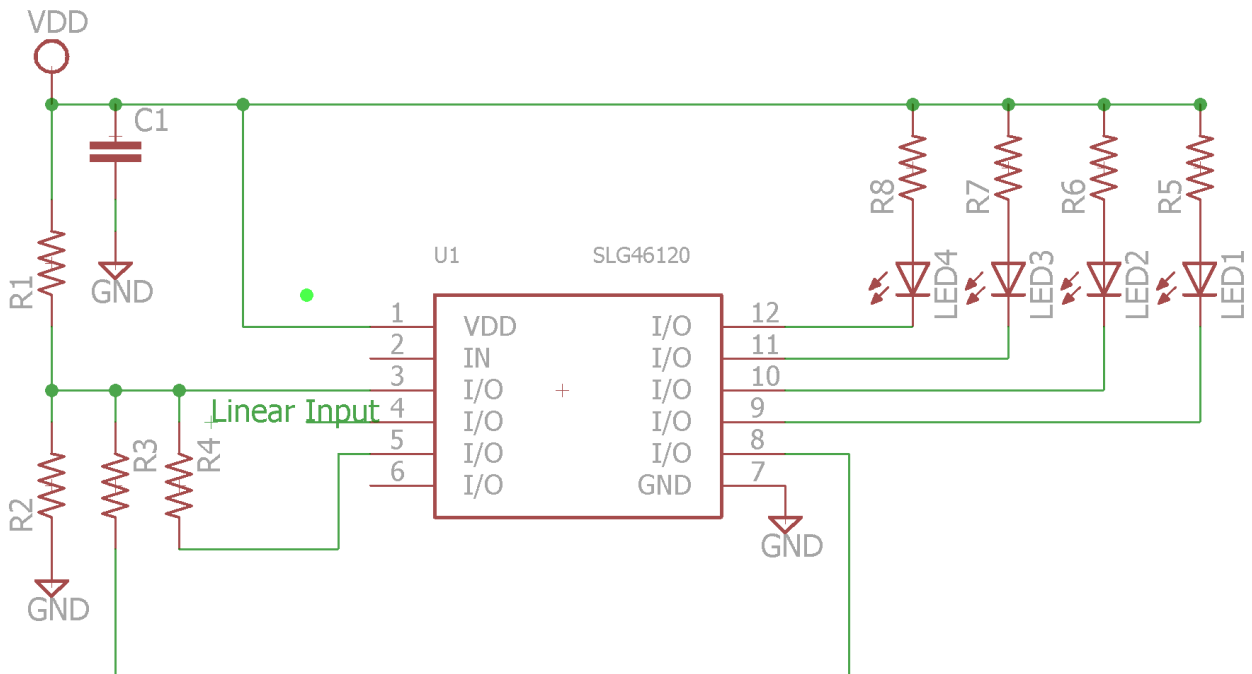 VDD
C1
R1
GND
R8
R7
R6
R5
LED4
LED3
LED2
LED1
U1
SLG46120
1
VDD
I/O
12
2
IN
I/O
11
3
I/O
I/O
10
Linear Input
4
I/O
I/O
9
5
I/O
I/O
8
6
I/O
GND
7
R2
R3
R4
GND
GND